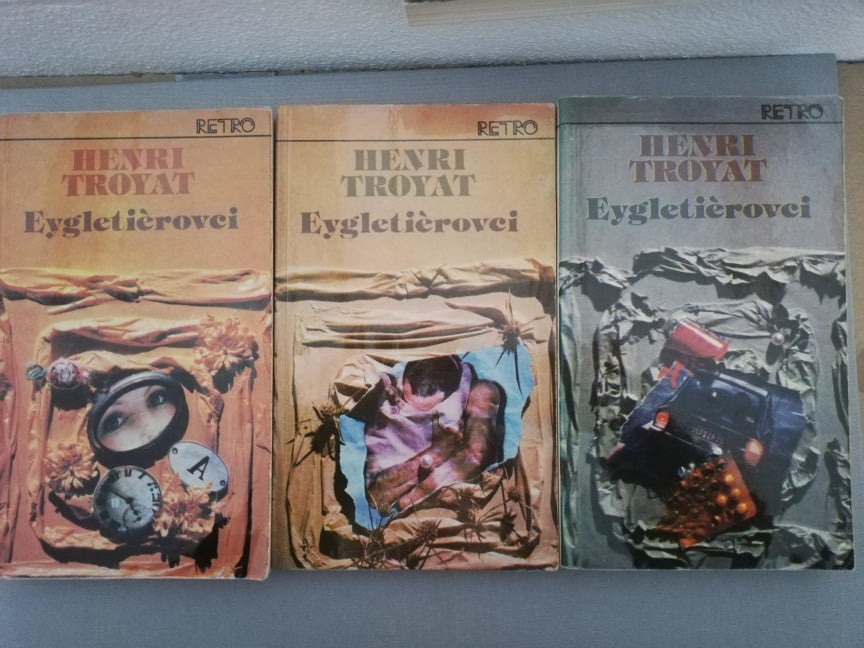 RETRO
HENRI
TROYAT
Eygletièrovci
A
RETRO
HENRI
TROYAT
Eygletièrovci
RETRO
HENRI
TROYAT
Eygletièrovci